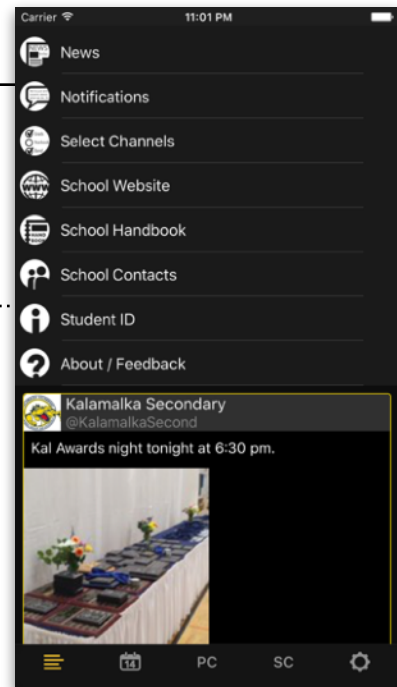 Carrier 11:01 PM
News
Notifications
Select Channels
School Website
School Handbook
School Contacts
Student ID
About / Feedback
Kalamalka Secondary
@KalamalkaSecond
Kal Awards night tonight at 6:30 pm.
14 PC SC